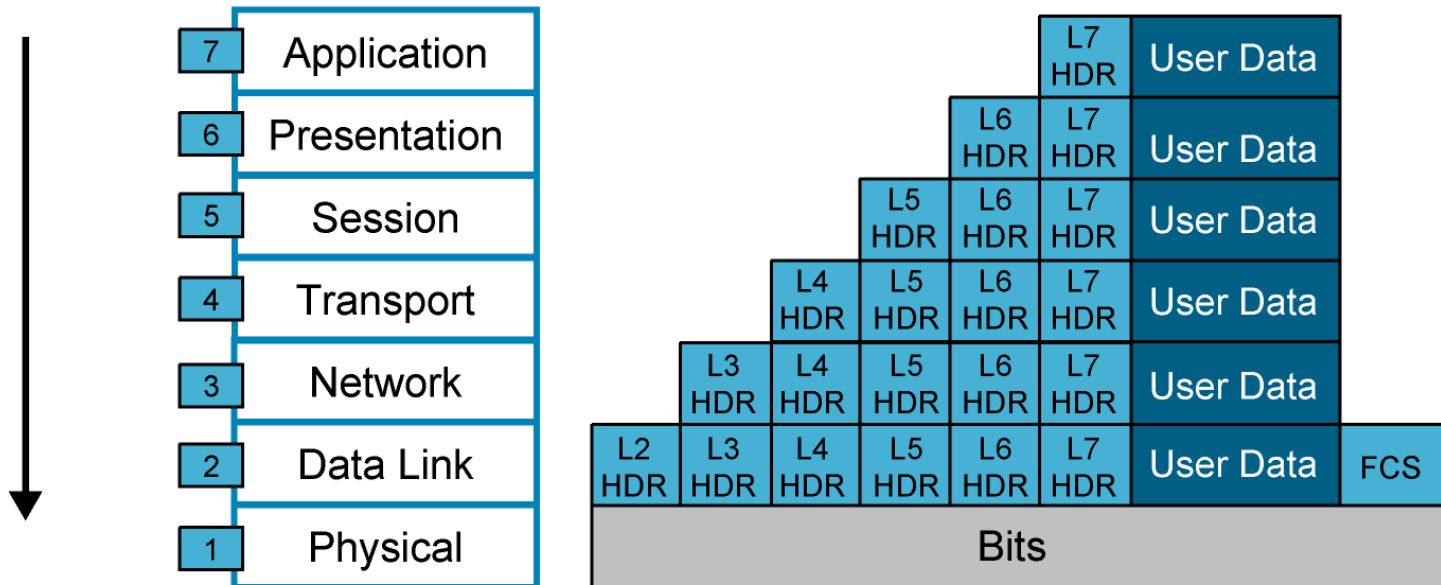 7 Application L7 HDR User Data
6 Presentation L6 HDR L7 HDR User Data
5 Session L5 HDR L6 HDR L7 HDR User Data
4 Transport L4 HDR L5 HDR L6 HDR L7 HDR User Data
3 Network L3 HDR L4 HDR L5 HDR L6 HDR L7 HDR User Data
2 Data Link L2 HDR L3 HDR L4 HDR L5 HDR L6 HDR L7 HDR User Data FCS
1 Physical Bits